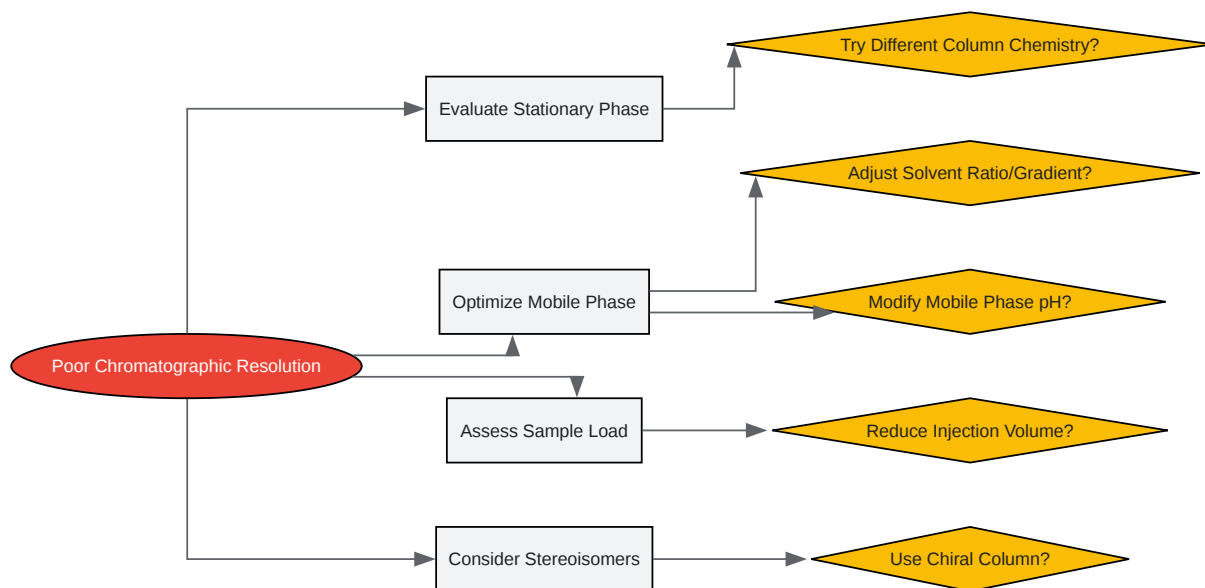 Try Different Column Chemistry?
Evaluate Stationary Phase
Adjust Solvent Ratio/Gradient?
Optimize Mobile Phase
Modify Mobile Phase pH?
Poor Chromatographic Resolution
Assess Sample Load
Reduce Injection Volume?
Consider Stereoisomers
Use Chiral Column?